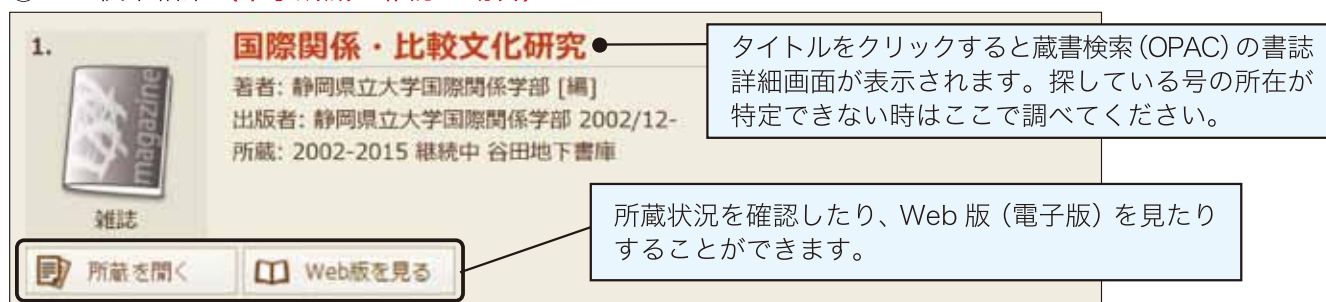 1.
国際関係・比較文化研究
著者: 静岡県立大学国際関係学部 [編]
出版者: 静岡県立大学国際関係学部 2002/12-
所蔵: 2002-2015 継続中 谷田地下書庫
magazine
雑誌
所蔵を開く
Web版を見る
タイトルをクリックすると蔵書検索(OPAC)の書誌
詳細画面が表示されます。探している号の所在が
特定できない時はここで調べてください。
所蔵状況を確認したり、Web 版(電子版)を見たり
することができます。